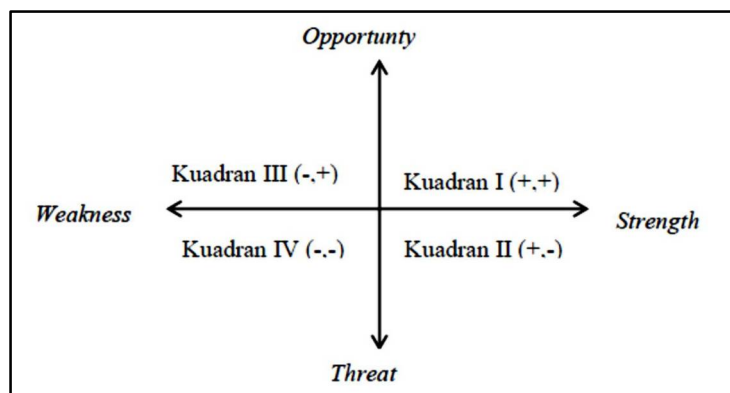 Opportunty
Kuadran III (-,+)
Kuadran I (+,+)
Weakness
Strength
Kuadran IV (-,-)
Kuadran II (+,-)
Threat